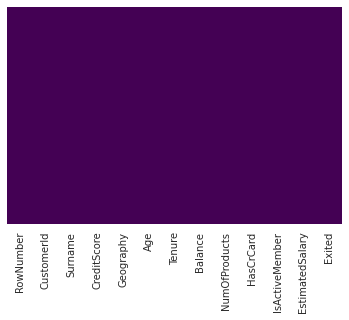 RowNumber
CustomerId
Surname
CreditScore
Geography
Age
Tenure
Balance
NumOfProducts
HasCrCard
IsActiveMember
EstimatedSalary
Exited